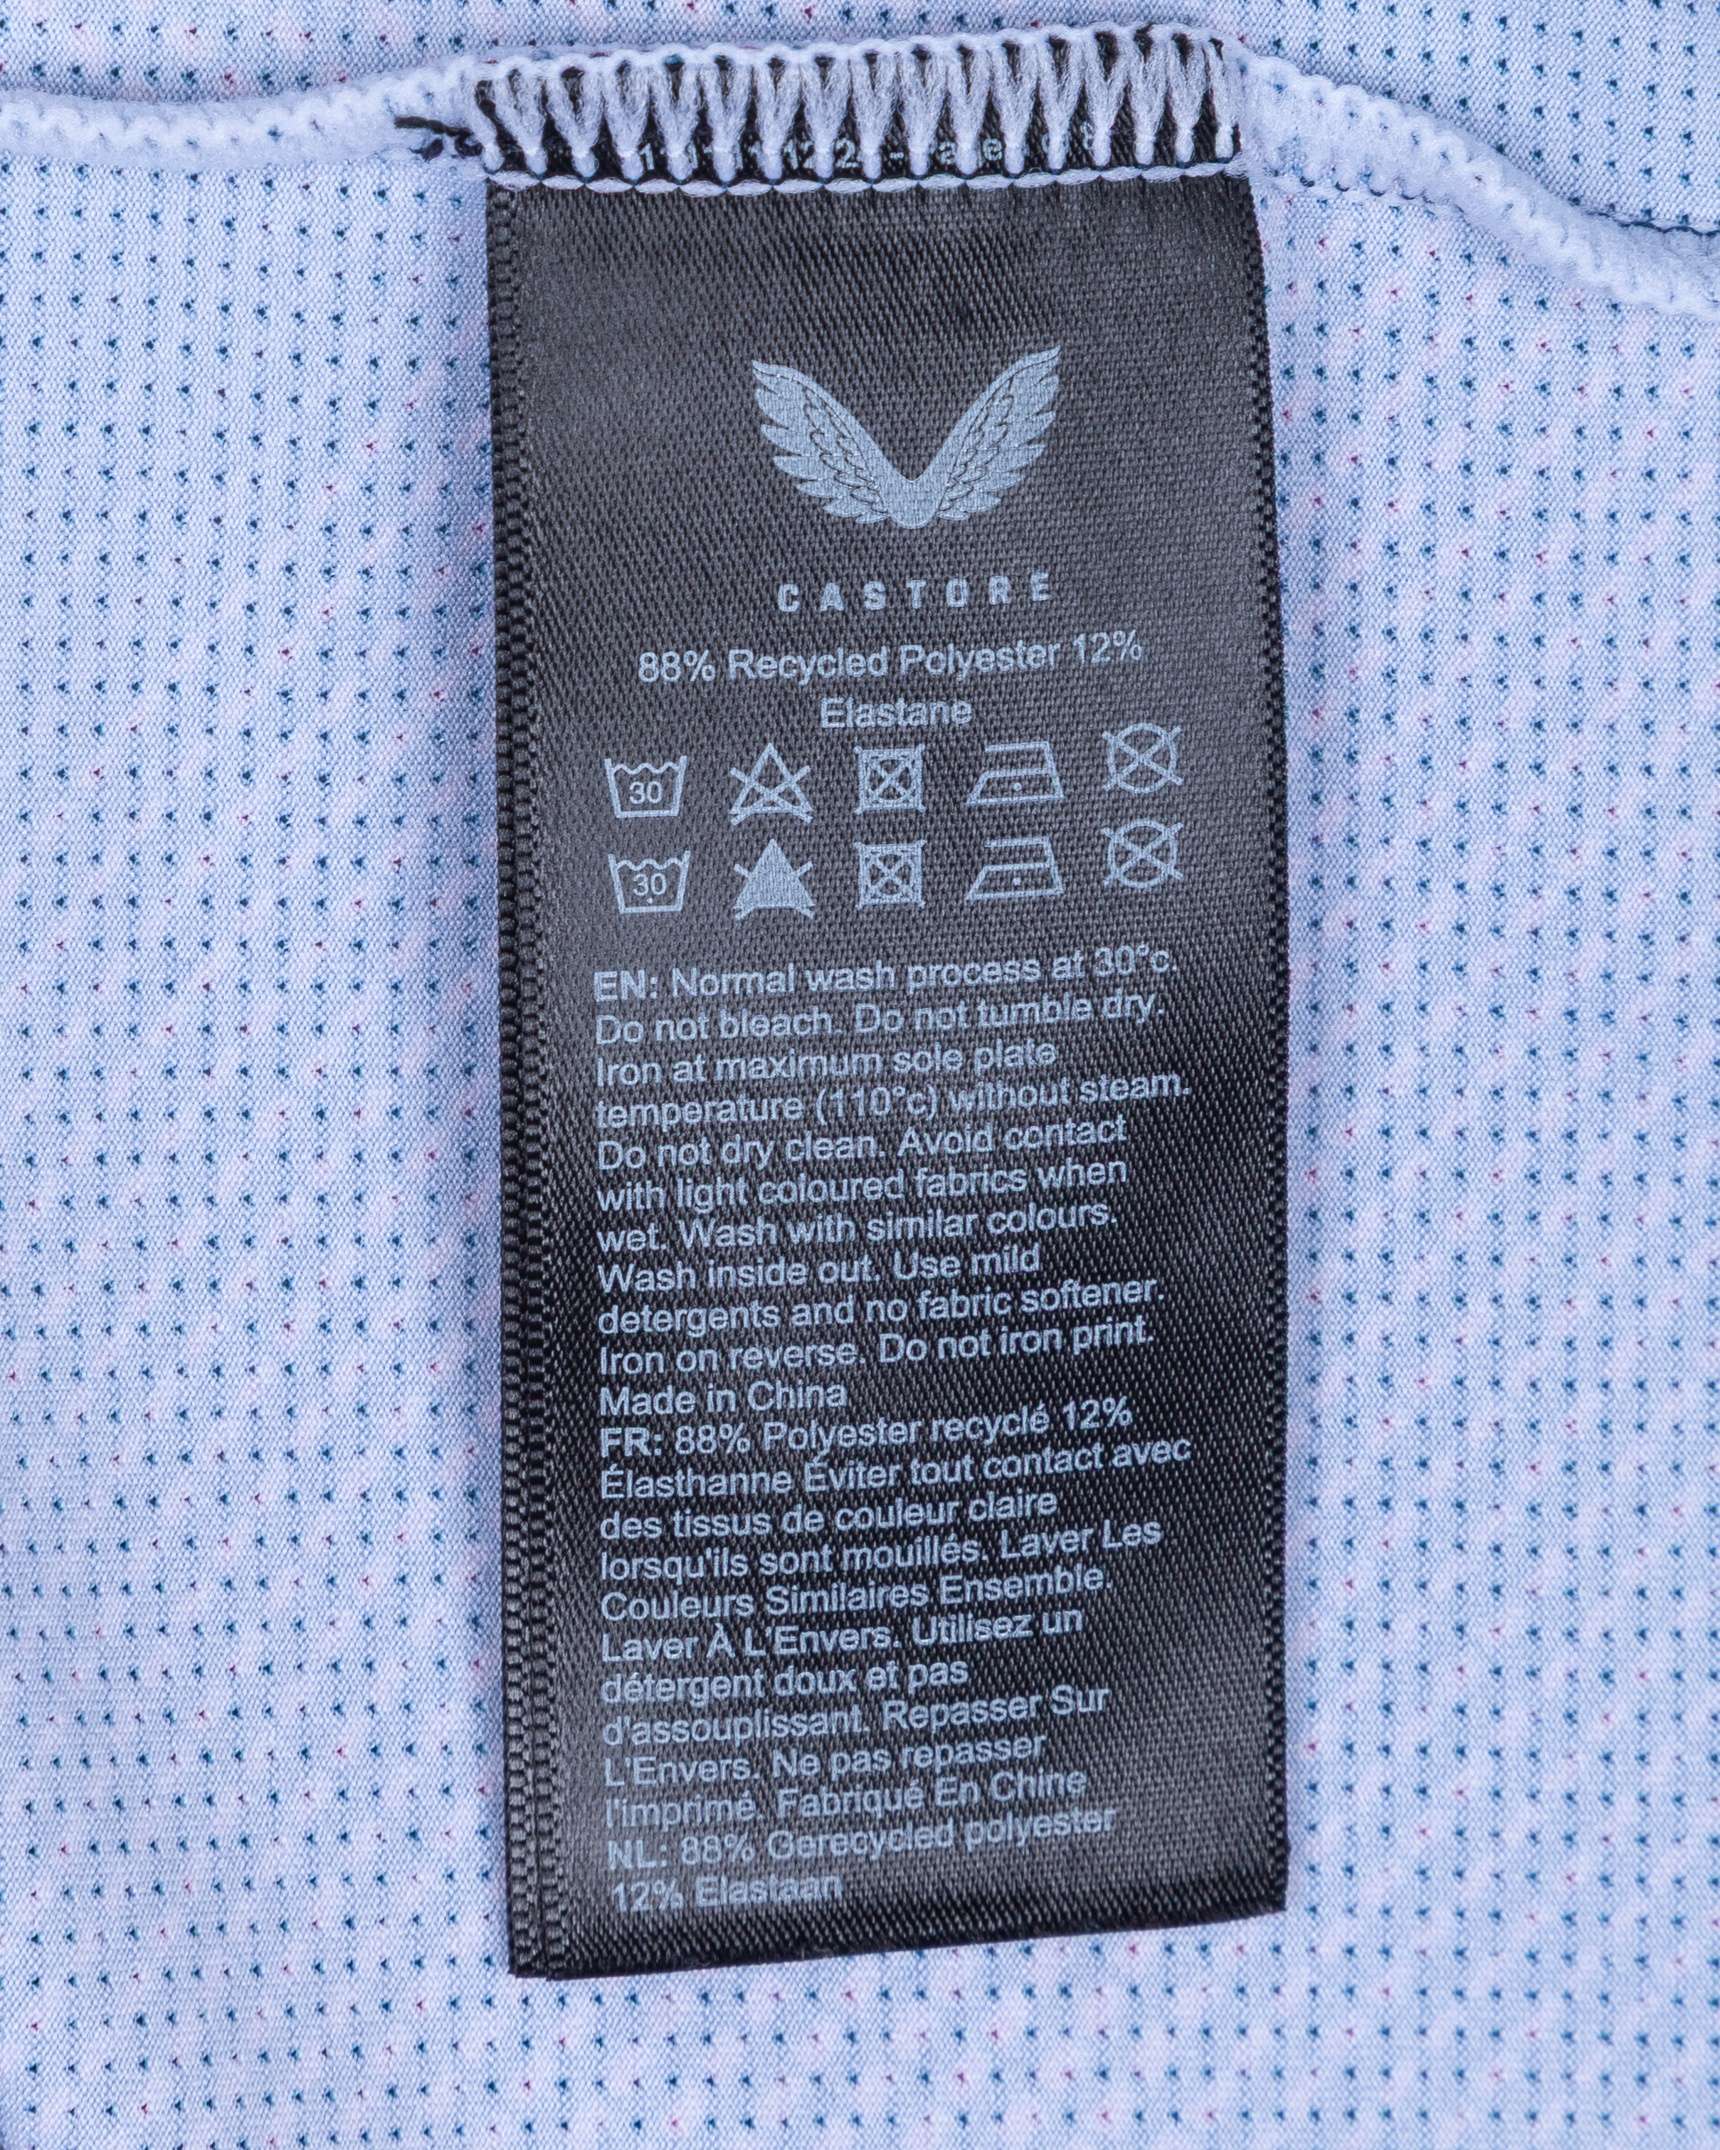 CASTORE
88% Recycled Polyester 12%
Elastane
30
30
EN: Normal wash process at 30°c.
Do not bleach. Do not tumble dry.
Iron at maximum sole plate
temperature (110°c) without steam.
Do not dry clean. Avoid contact
with light coloured fabrics when
wet. Wash with similar colours.
Wash inside out. Use mild
detergents and no fabric softener.
Iron on reverse. Do not iron print.
Made in China
FR: 88% Polyester recyclé 12%
Élasthanne Éviter tout contact avec
des tissus de couleur claire
lorsqu'ils sont mouillés. Laver Les
Couleurs Similaires Ensemble.
Laver À L'Envers. Utilisez un
détergent doux et pas
d'assouplissant. Repasser Sur
L'Envers. Ne pas repasser
l'imprimé. Fabriqué En Chine
NL: 88% Gerecycled polyester
12% Elastaan